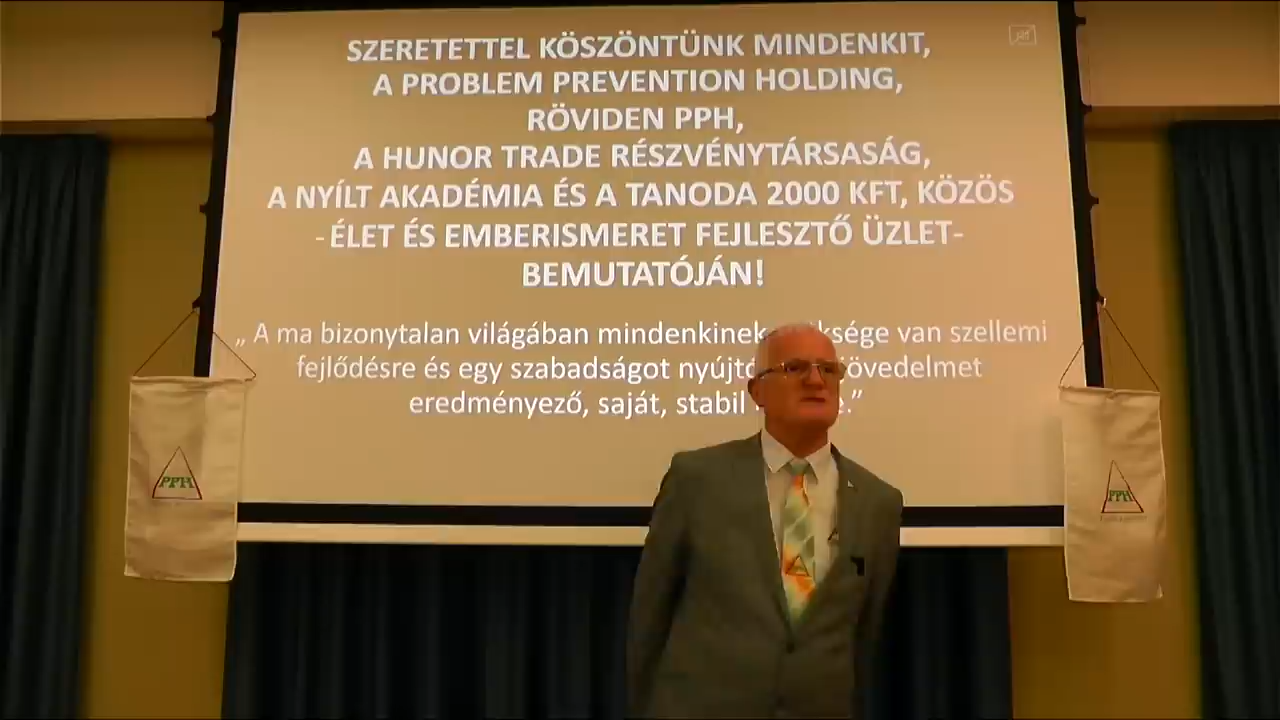 SZERETETTEL KÖSZÖNTÜNK MINDENKIT,
A PROBLEM PREVENTION HOLDING,
RÖVIDEN PPH,
A HUNOR TRADE RÉSZVÉNYTÁRSASÁG,
A NYÍLT AKADÉMIA ÉS A TANODA 2000 KFT, KÖZÖS
-ÉLET ÉS EMBERISMERET FEJLESZTŐ ÜZLET-
BEMUTATÓJÁN!
„ A ma bizonytalan világában mindenkinek van szellemi
fejlődésre és egy szabadságot
eredményező, saját, stabil
PPH
PPH